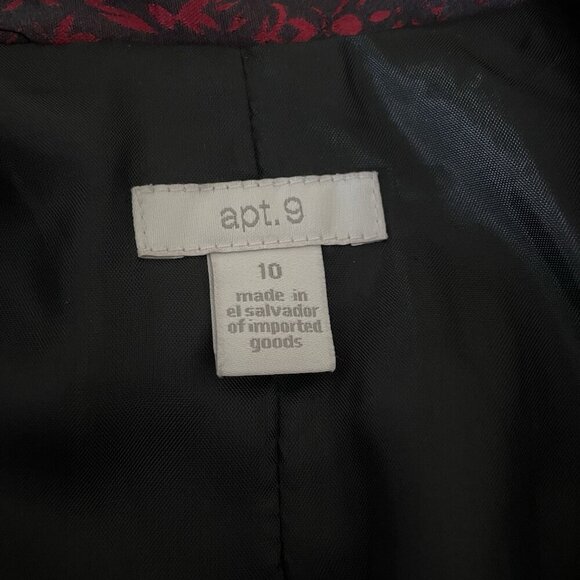 apt.9
10
made in
el salvador
of imported
goods